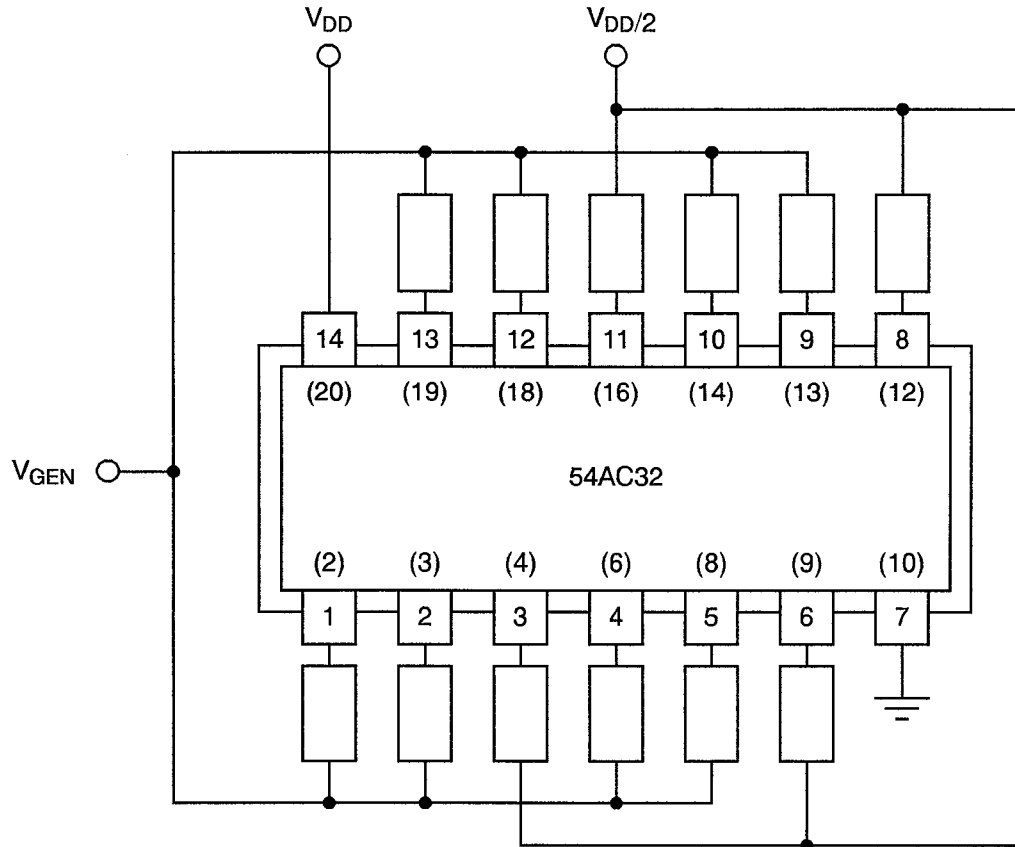 VDD VDD/2
14 13 12 11 10 9 8
(20) (19) (18) (16) (14) (13) (12)
VGEN
54AC32
(2) (3) (4) (6) (8) (9) (10)
1 2 3 4 5 6 7